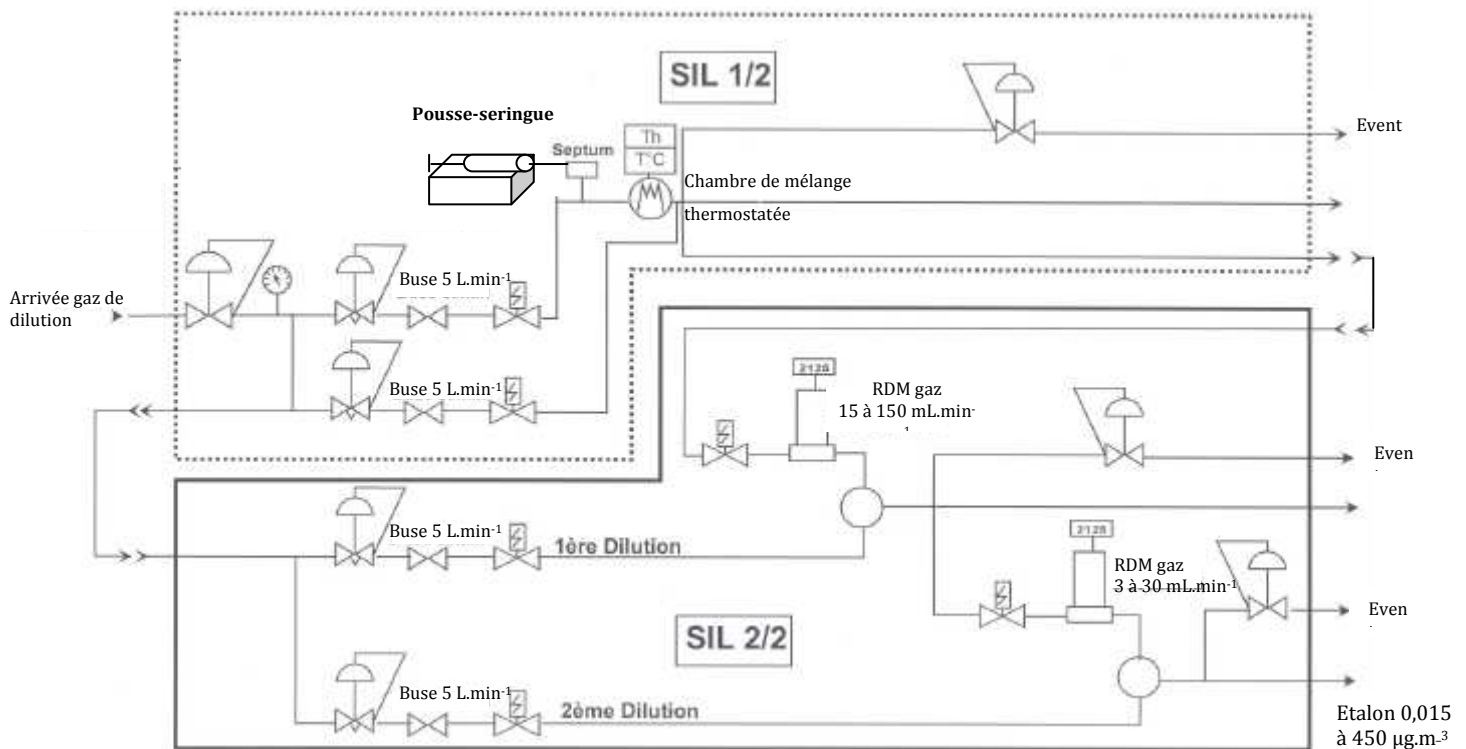 SIL 1/2
Pousse-seringue
Septum
Th
T°C
Event
Chambre de mélange
thermostatée
Buse 5 L.min-1
Arrivée gaz de
dilution
Buse 5 L.min-1
2128
RDM gaz
15 à 150 mL.min-
1
Even
Buse 5 L.min-1
1ère Dilution
2128
RDM gaz
3 à 30 mL.min-1
Even
SIL 2/2
Buse 5 L.min-1
2ème Dilution
Etalon 0,015
à 450 µg.m-3